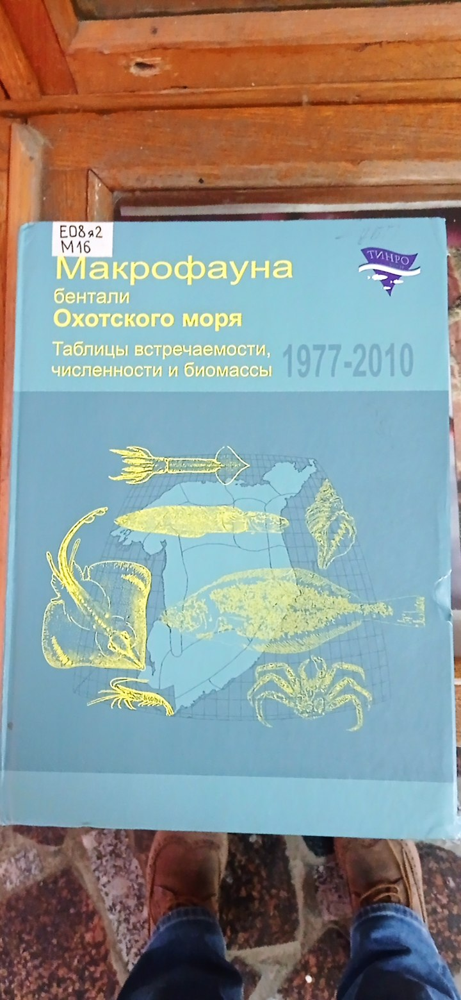 Е08я2
М16
Макрофауна
бентали
Охотского моря
Таблицы встречаемости,
численности и биомассы
1977-2010
ТИНРО